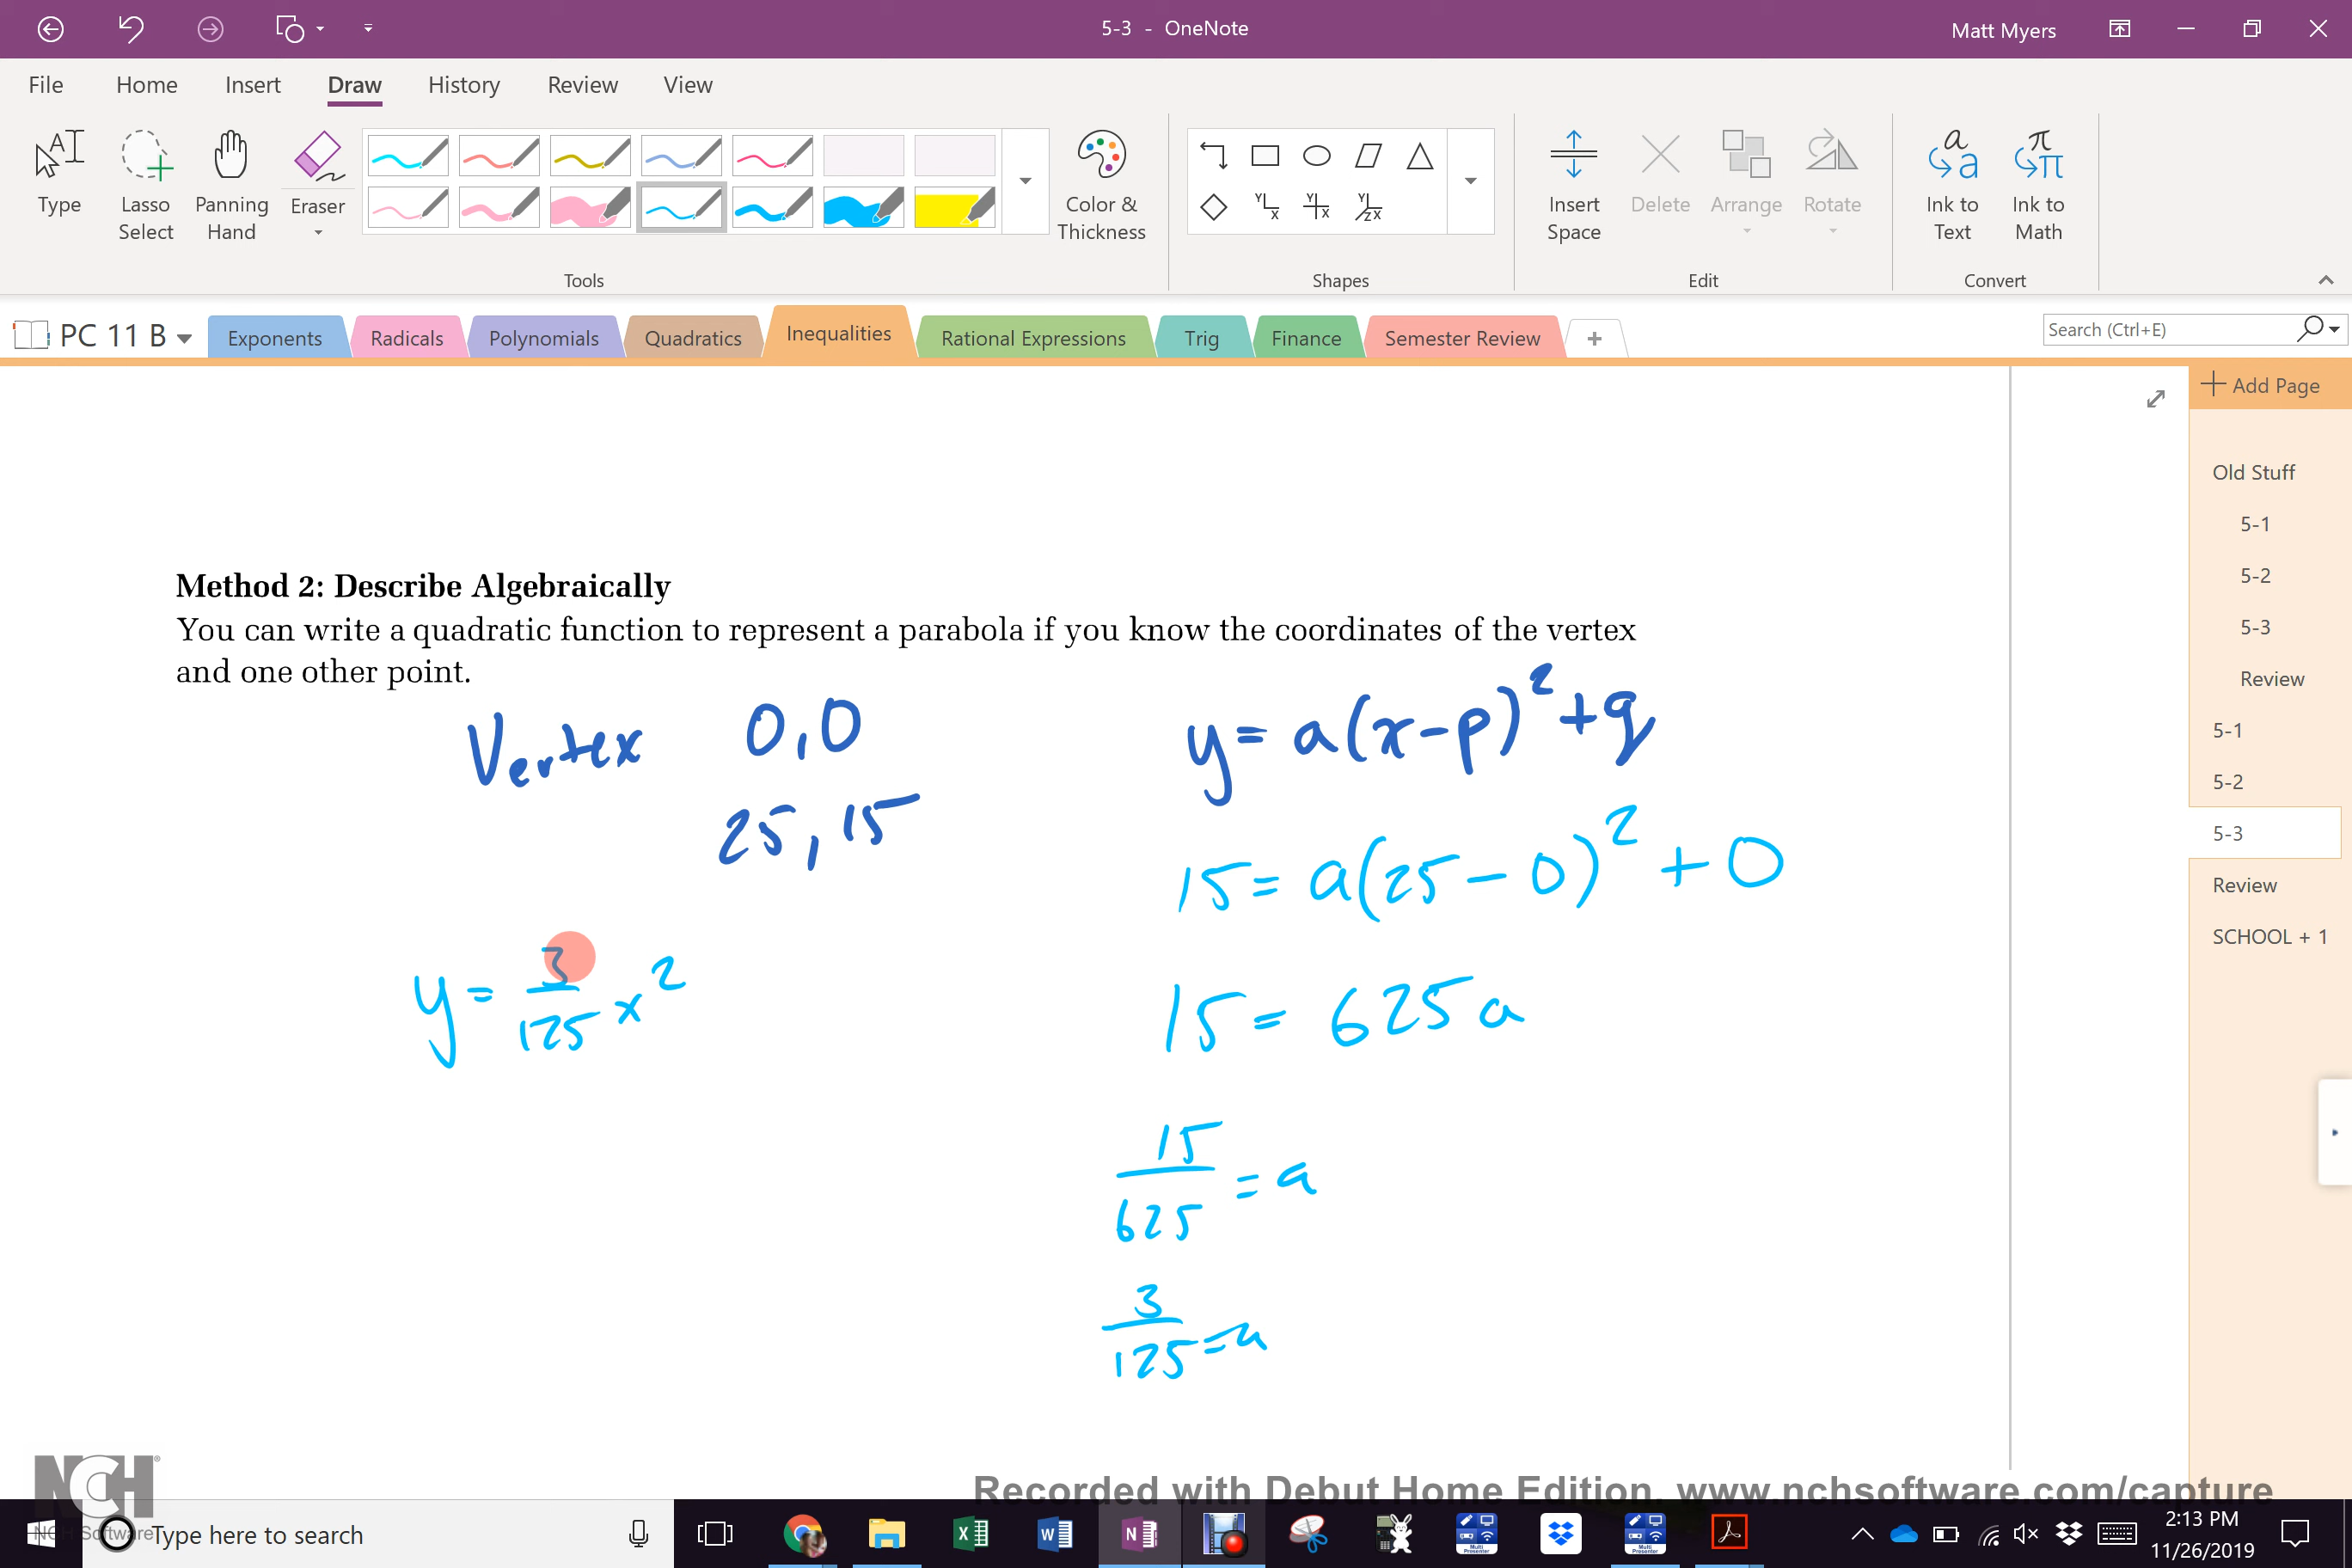 5-3 - OneNote
Matt Myers
File Home Insert Draw History Review View
Type
Lasso Select
Panning Hand
Eraser
Color & Thickness
Insert Space
Delete
Arrange
Rotate
Ink to Text
Ink to Math
Tools
Shapes
Edit
Convert
PC 11 B
Exponents Radicals Polynomials Quadratics Inequalities Rational Expressions Trig Finance Semester Review +
Search (Ctrl+E)
Add Page
Old Stuff
5-1
5-2
5-3
Review
5-1
5-2
5-3
Review
SCHOOL + 1
Method 2: Describe Algebraically
You can write a quadratic function to represent a parabola if you know the coordinates of the vertex
and one other point.
Vertex 0,0
25,15
y = 3/125 x²
y = a(x-p)² + q
15 = a(25 - 0)² + 0
15 = 625a
15/625 = a
3/125 = a
NCH
NCH Software
Recorded with Debut Home Edition. www.nchsoftware.com/capture
Type here to search
2:13 PM
11/26/2019